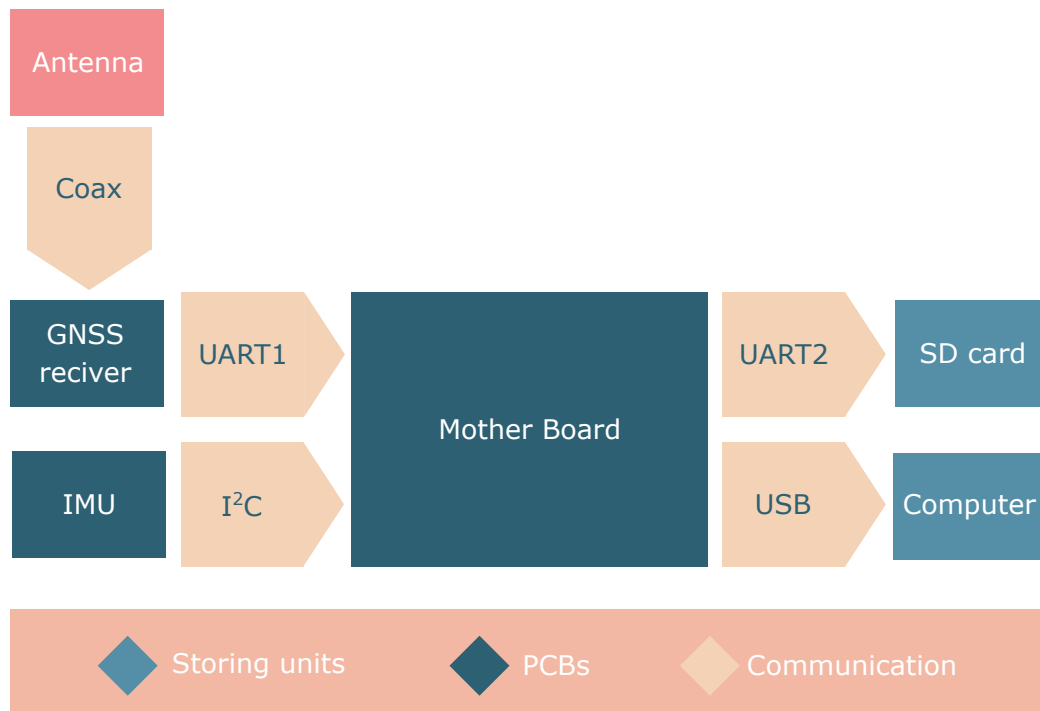 Antenna
Coax
GNSS
reciver
UART1
Mother Board
UART2
SD card
IMU
I²C
USB
Computer
Storing units
PCBs
Communication